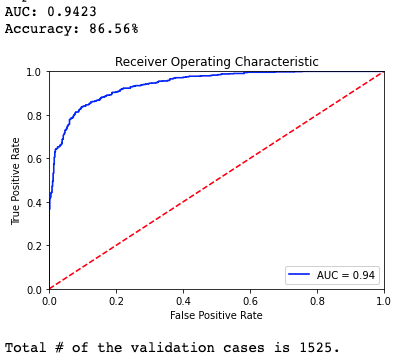 AUC: 0.9423
Accuracy: 86.56%
Receiver Operating Characteristic
1.0
0.8
0.6
0.4
0.2
0.0
True Positive Rate
AUC = 0.94
0.0 0.2 0.4 0.6 0.8 1.0
False Positive Rate
Total # of the validation cases is 1525.